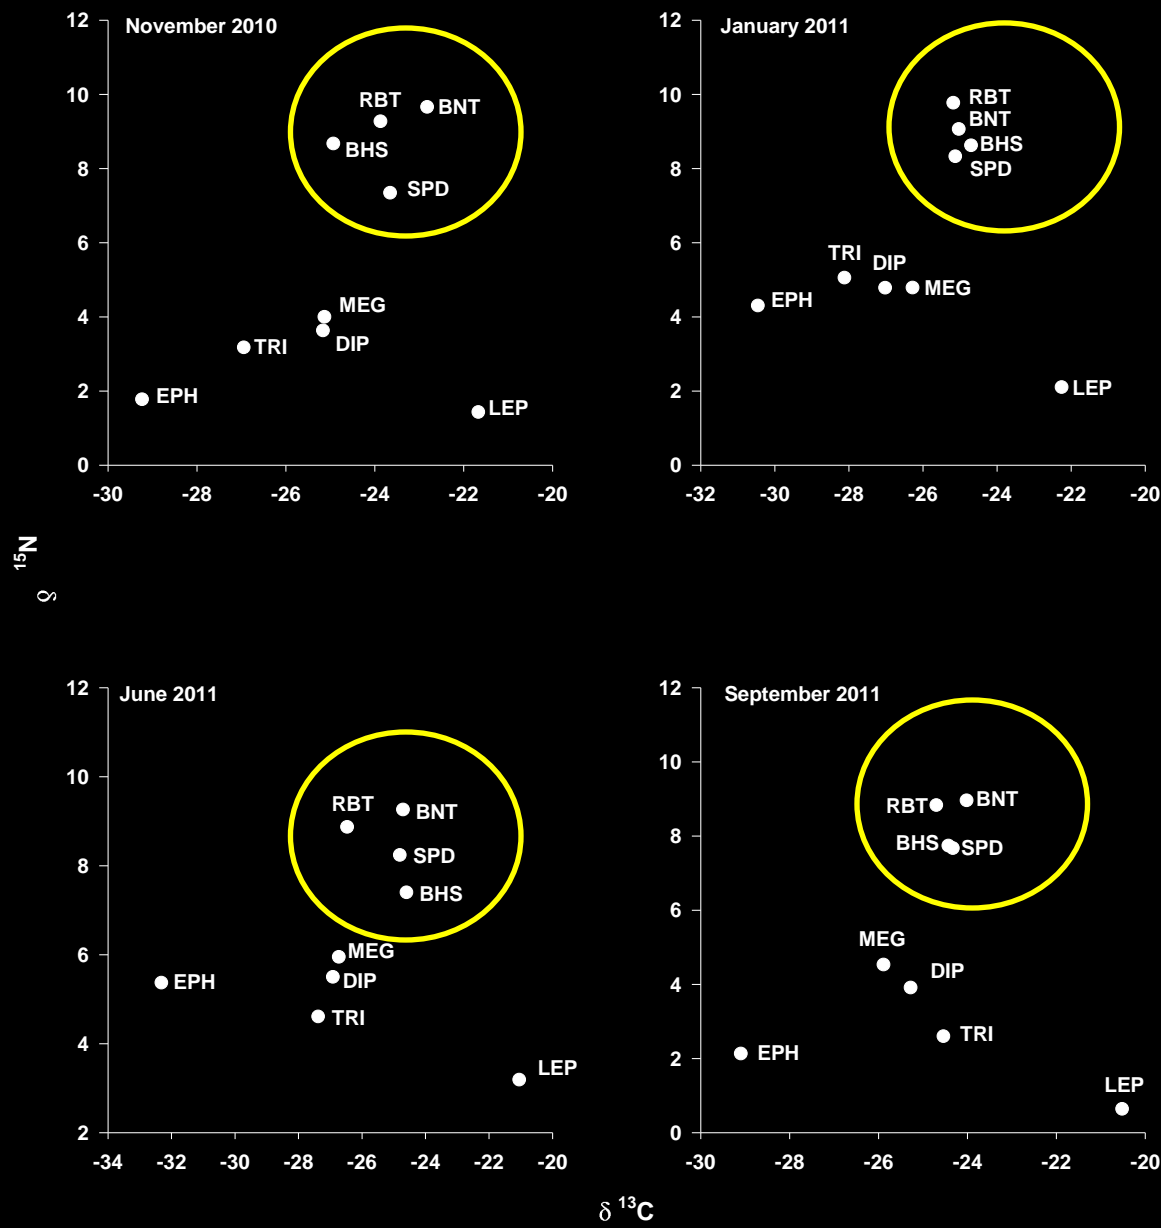 November 2010
12
10
8
6
4
2
0
RBT
BNT
BHS
SPD
MEG
DIP
TRI
EPH
LEP
-30 -28 -26 -24 -22 -20
January 2011
12
10
8
6
4
2
0
RBT
BNT
BHS
SPD
TRI
DIP
EPH
MEG
LEP
-32 -30 -28 -26 -24 -22 -20
δ 15N
June 2011
12
10
8
6
4
2
RBT
BNT
SPD
BHS
MEG
EPH
DIP
TRI
LEP
-34 -32 -30 -28 -26 -24 -22 -20
September 2011
12
10
8
6
4
2
0
RBT
BNT
BHS
SPD
MEG
DIP
TRI
EPH
LEP
-30 -28 -26 -24 -22 -20
δ 13C